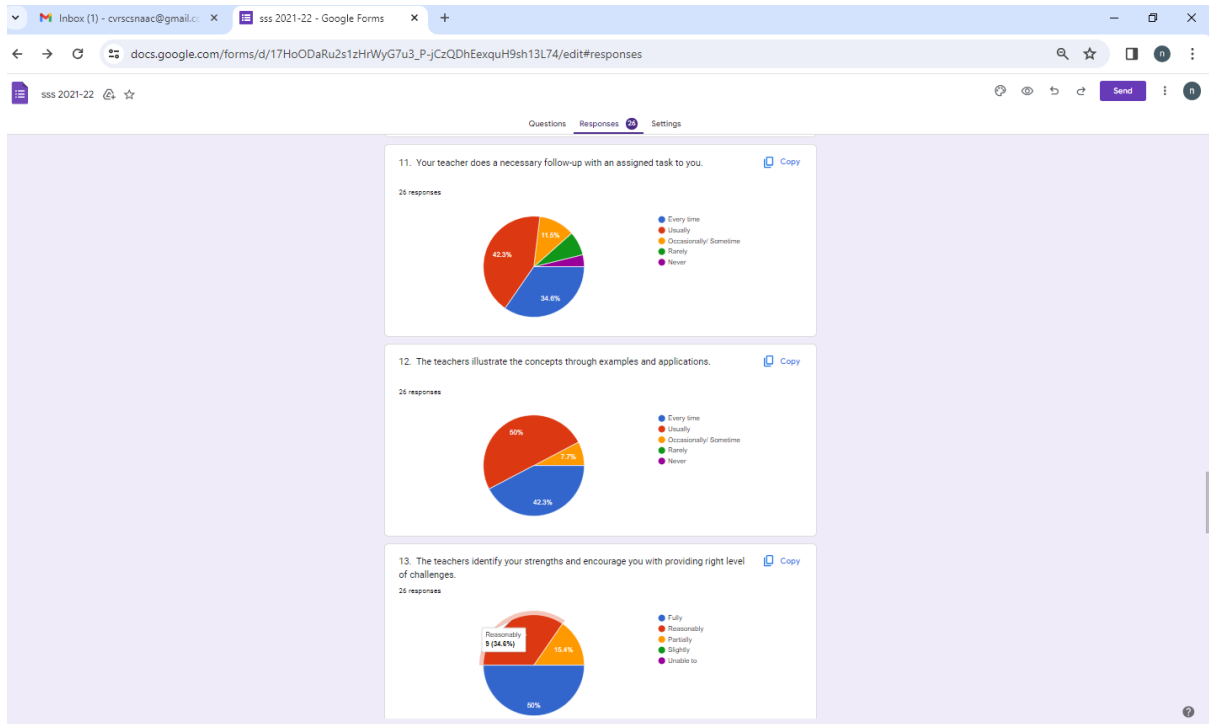 Inbox (1) - cvrscsnaac@gmail.cc
sss 2021-22 - Google Forms
docs.google.com/forms/d/17HoODaRu2s1zHrWyG7u3_P-jCzQDhEexquH9sh13L74/edit#responses
n
sss 2021-22
Send
n
Questions Responses 26 Settings
11. Your teacher does a necessary follow-up with an assigned task to you.
Copy
26 responses
Every time
Usually
Occasionally/ Sometime
Rarely
Never
11.5%
42.3%
34.6%
12. The teachers illustrate the concepts through examples and applications.
Copy
26 responses
Every time
Usually
Occasionally/ Sometime
Rarely
Never
50%
7.7%
42.3%
13. The teachers identify your strengths and encourage you with providing right level
of challenges.
Copy
26 responses
Fully
Reasonably
Partially
Slightly
Unable to
Reasonably
9 (34.6%)
15.4%
50%